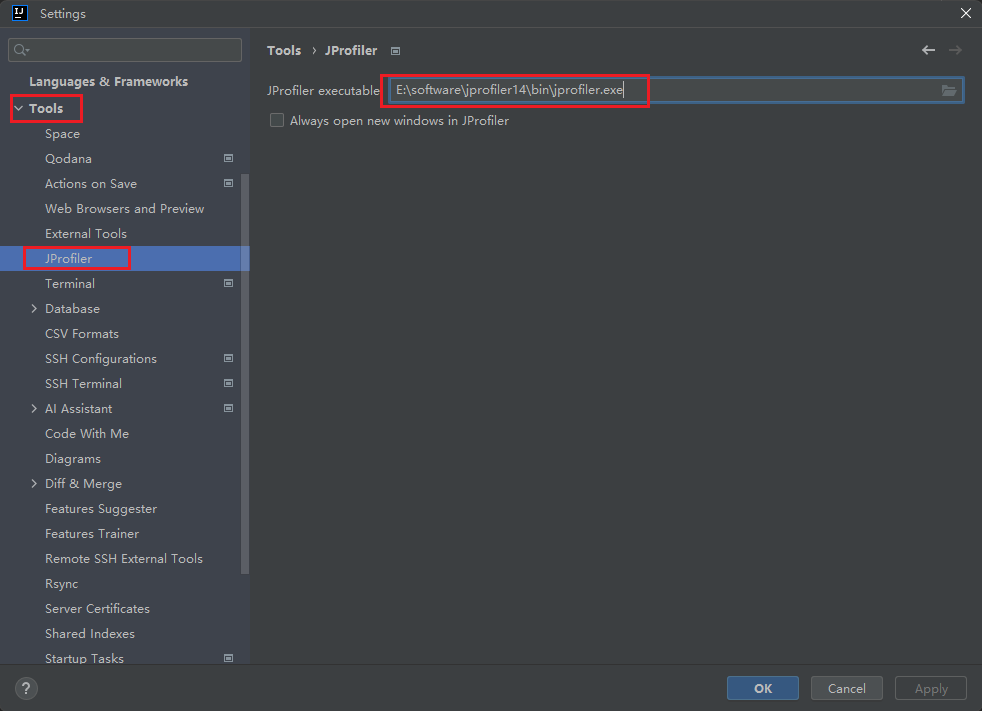 IJ
Settings
Languages & Frameworks
Tools
Space
Qodana
Actions on Save
Web Browsers and Preview
External Tools
JProfiler
Terminal
Database
CSV Formats
SSH Configurations
SSH Terminal
AI Assistant
Code With Me
Diagrams
Diff & Merge
Features Suggester
Features Trainer
Remote SSH External Tools
Rsync
Server Certificates
Shared Indexes
Startup Tasks
Tools › JProfiler
JProfiler executable E:\software\jprofiler14\bin\jprofiler.exe
Always open new windows in JProfiler
? OK Cancel Apply